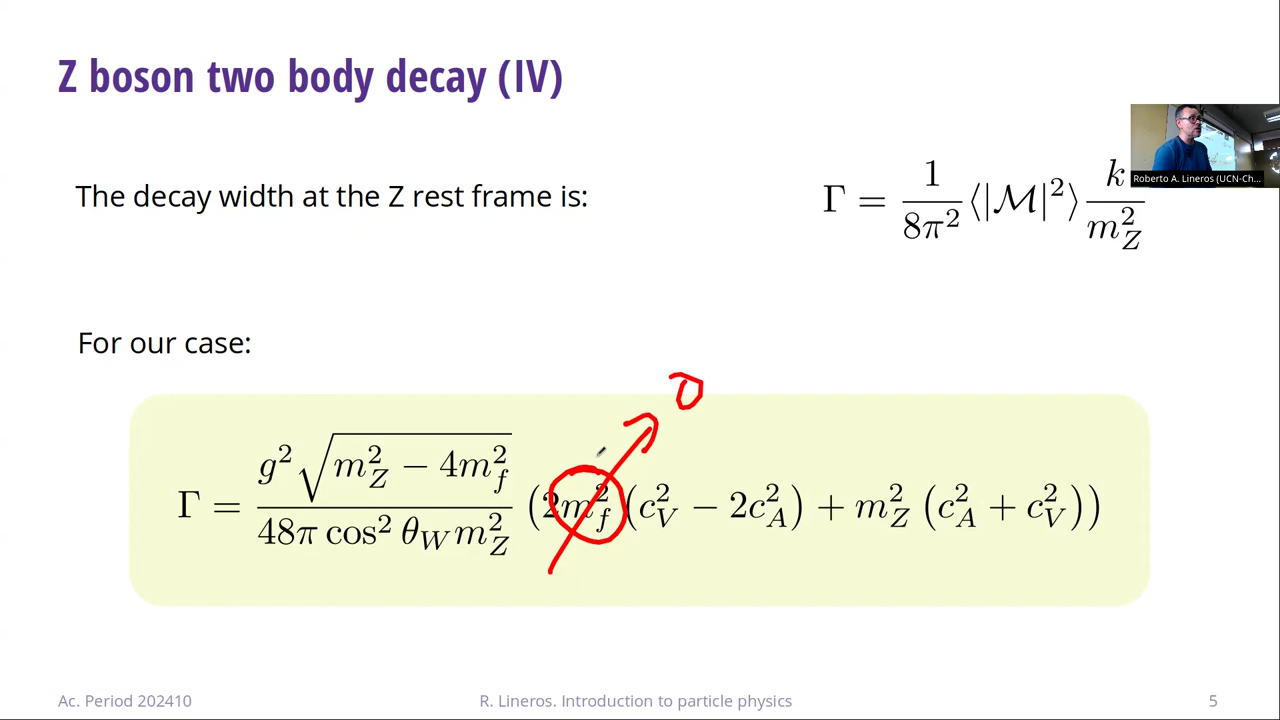 Z boson two body decay (IV)
The decay width at the Z rest frame is:
Γ = 1/8π² ⟨|ℳ|²⟩ k/m_Z²
Roberto A. Lineros (UCN-Ch...
For our case:
0
Γ = g²√(m_Z² − 4m_f²) / 48π cos² θ_W m_Z² (2m_f² (c_V² − 2c_A²) + m_Z² (c_A² + c_V²))
Ac. Period 202410
R. Lineros. Introduction to particle physics
5